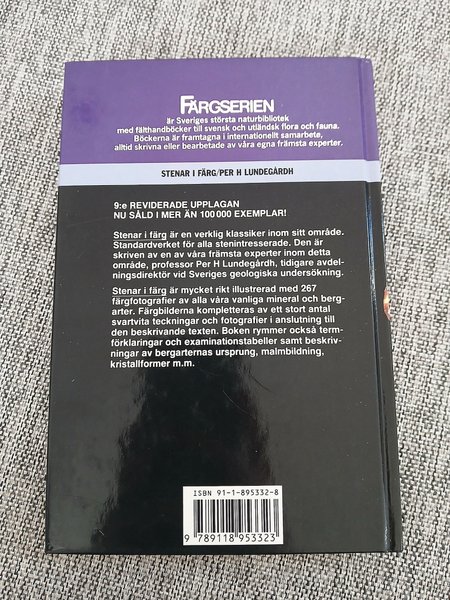 FÄRGSERIEN
är Sveriges största naturbibliotek
med fälthandböcker till svensk och utländsk flora och fauna.
Böckerna är framtagna i internationellt samarbete,
alltid skrivna eller bearbetade av våra egna främsta experter.
STENAR I FÄRG/PER H LUNDEGÅRDH
9:e REVIDERADE UPPLAGAN
NU SÅLD I MER ÄN 100 000 EXEMPLAR!
Stenar i färg är en verklig klassiker inom sitt område.
Standardverket för alla stenintresserade. Den är
skriven av en av våra främsta experter inom detta
område, professor Per H Lundegårdh, tidigare avdel-
ningsdirektör vid Sveriges geologiska undersökning.
Stenar i färg är mycket rikt illustrerad med 267
färgfotografier av alla våra vanliga mineral och berg-
arter. Färgbilderna kompletteras av ett stort antal
svartvita teckningar och fotografier i anslutning till
den beskrivande texten. Boken rymmer också term-
förklaringar och examinationstabeller samt beskriv-
ningar av bergarternas ursprung, malmbildning,
kristallformer m.m.
ISBN 91-1-895332-8
9 789118 953323